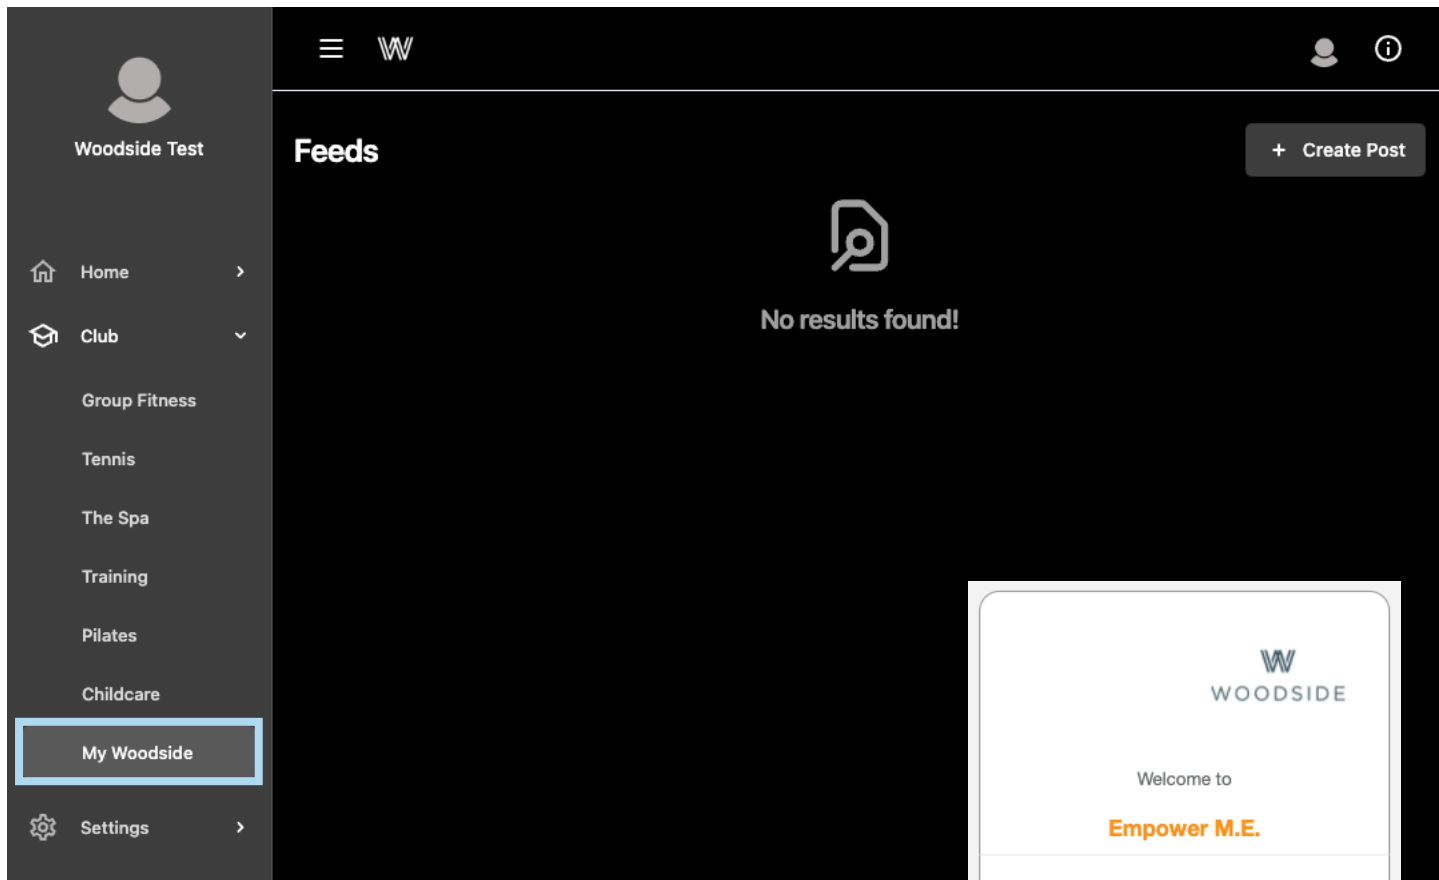 Woodside Test
Home
Club
Group Fitness
Tennis
The Spa
Training
Pilates
Childcare
My Woodside
Settings
W
Feeds
+ Create Post
No results found!
W
WOODSIDE
Welcome to
Empower M.E.